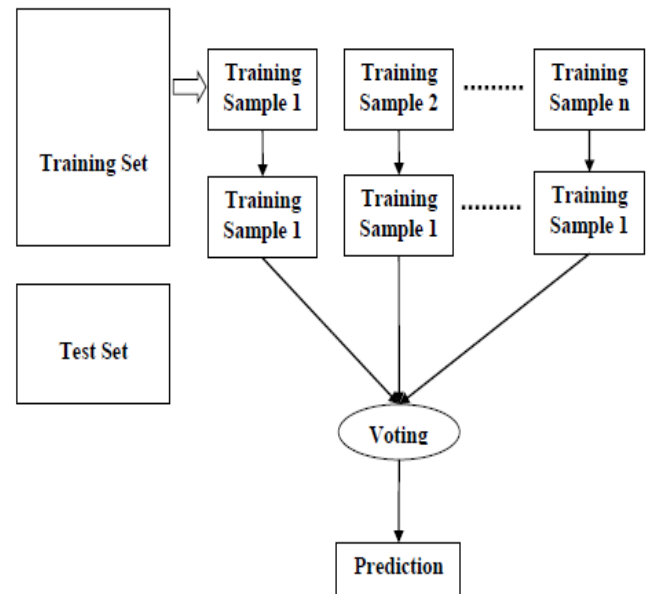 Training
Sample 1
Training
Sample 2
.........
Training
Sample n
Training Set
Training
Sample 1
Training
Sample 1
.........
Training
Sample 1
Test Set
Voting
Prediction